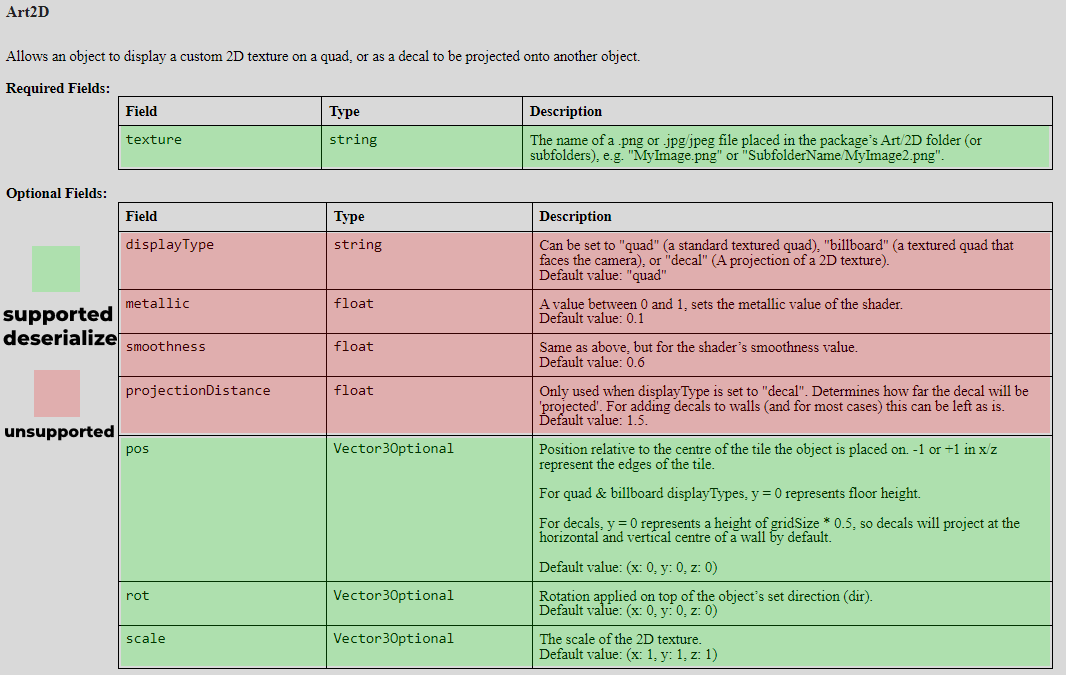 Art2D
Allows an object to display a custom 2D texture on a quad, or as a decal to be projected onto another object.
Required Fields:
Field Type Description
texture string The name of a .png or .jpg/jpeg file placed in the package's Art/2D folder (or
subfolders), e.g. "MyImage.png" or "SubfolderName/MyImage2.png".
Optional Fields:
Field Type Description
displayType string Can be set to "quad" (a standard textured quad), "billboard" (a textured quad that
faces the camera), or "decal" (A projection of a 2D texture).
Default value: "quad"
metallic float A value between 0 and 1, sets the metallic value of the shader.
Default value: 0.1
smoothness float Same as above, but for the shader's smoothness value.
Default value: 0.6
projectionDistance float Only used when displayType is set to "decal". Determines how far the decal will be
'projected'. For adding decals to walls (and for most cases) this can be left as is.
Default value: 1.5.
pos Vector3Optional Position relative to the centre of the tile the object is placed on. -1 or +1 in x/z
represent the edges of the tile.
For quad & billboard displayTypes, y = 0 represents floor height.
For decals, y = 0 represents a height of gridSize * 0.5, so decals will project at the
horizontal and vertical centre of a wall by default.
Default value: (x: 0, y: 0, z: 0)
rot Vector3Optional Rotation applied on top of the object's set direction (dir).
Default value: (x: 0, y: 0, z: 0)
scale Vector3Optional The scale of the 2D texture.
Default value: (x: 1, y: 1, z: 1)
supported
deserialize
unsupported